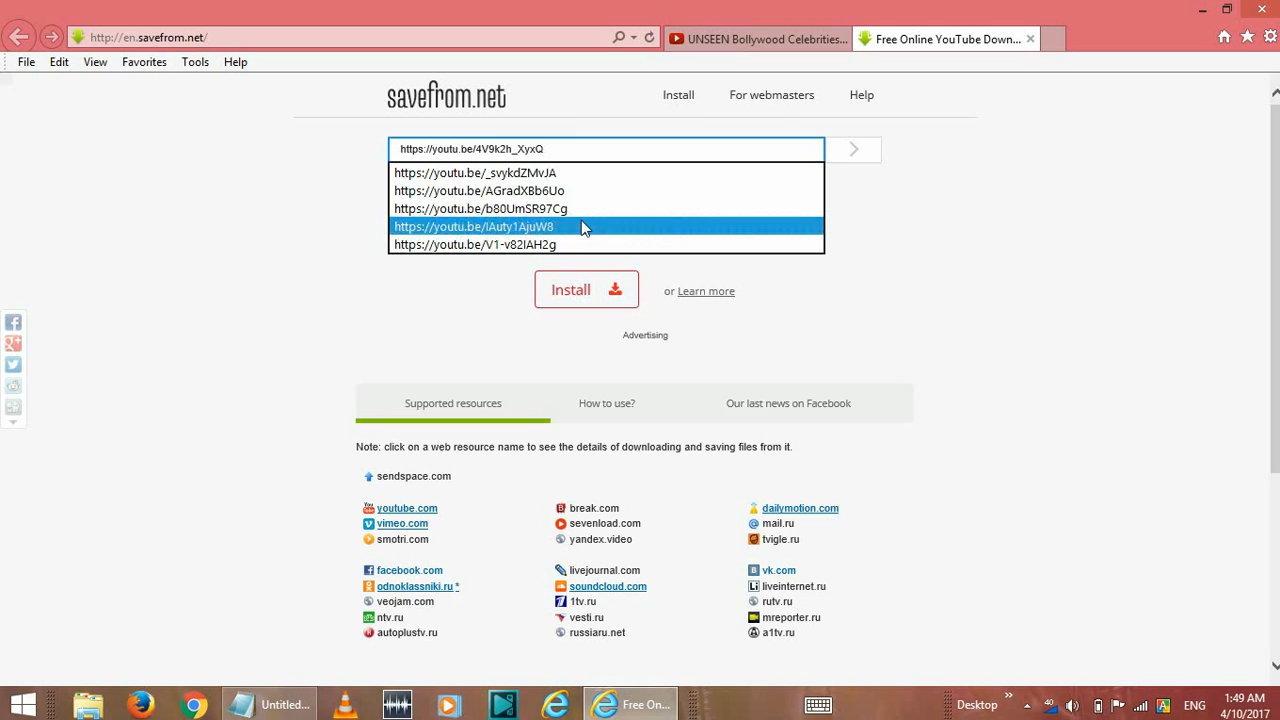 http://en.savefrom.net/
UNSEEN Bollywood Celebrities...
Free Online YouTube Down...
File Edit View Favorites Tools Help
savefrom.net
Install For webmasters Help
https://youtu.be/4V9k2h_XyxQ
https://youtu.be/_svykdZMvJA
https://youtu.be/AGradXBb6Uo
https://youtu.be/b80UmSR97Cg
https://youtu.be/IAuty1AjuW8
https://youtu.be/V1-v82IAH2g
Install or Learn more
Advertising
Supported resources How to use? Our last news on Facebook
Note: click on a web resource name to see the details of downloading and saving files from it.
sendspace.com
youtube.com break.com dailymotion.com
vimeo.com sevenload.com mail.ru
smotri.com yandex.video tvigle.ru
facebook.com livejournal.com vk.com
odnoklassniki.ru * soundcloud.com liveinternet.ru
veojam.com 1tv.ru rutv.ru
ntv.ru vesti.ru mreporter.ru
autoplustv.ru russiaru.net a1tv.ru
Untitled... Free On... Desktop 40 ENG
1:49 AM
4/10/2017